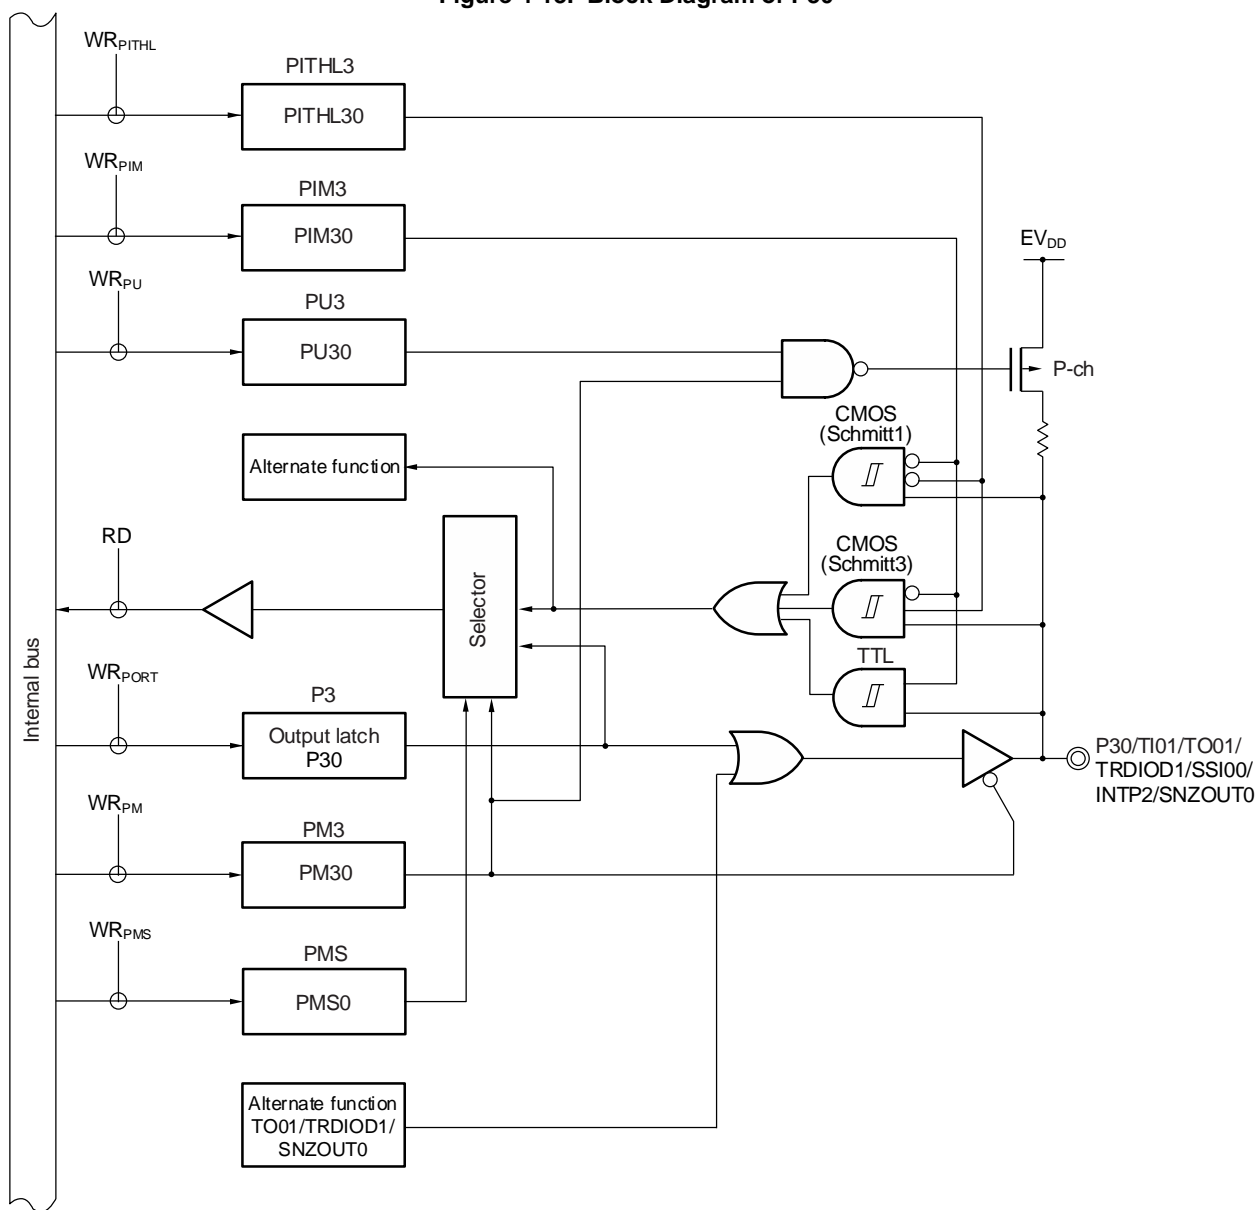 Figure 4-13. Block Diagram of P30
WRPITHL
PITHL3
PITHL30
WRPIM
PIM3
PIM30
EVDD
WRPU
PU3
PU30
P-ch
CMOS
(Schmitt1)
Alternate function
RD
CMOS
(Schmitt3)
Selector
Internal bus
TTL
WRPORT
P3
Output latch
P30
P30/TI01/TO01/
TRDIOD1/SSI00/
INTP2/SNZOUT0
WRPM
PM3
PM30
WRPMS
PMS
PMS0
Alternate function
TO01/TRDIOD1/
SNZOUT0